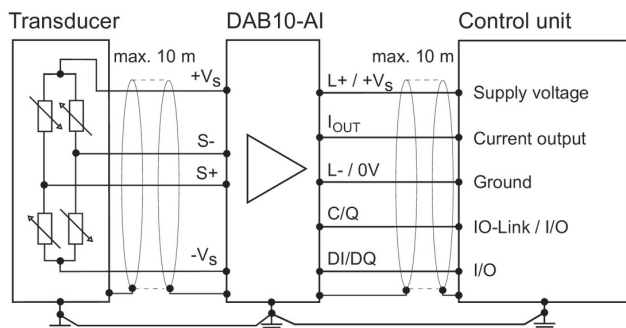 Transducer
DAB10-AI
Control unit
max. 10 m
max. 10 m
+Vs
L+ / +Vs
Supply voltage
IOUT
Current output
S-
S+
L- / 0V
Ground
C/Q
IO-Link / I/O
-Vs
DI/DQ
I/O